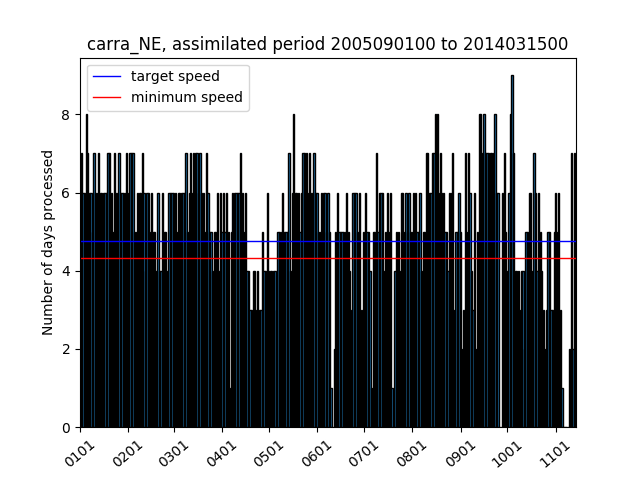 carra_NE, assimilated period 2005090100 to 2014031500
target speed
minimum speed
Number of days processed
8
6
4
2
0
0101 0201 0301 0401 0501 0601 0701 0801 0901 1001 1101